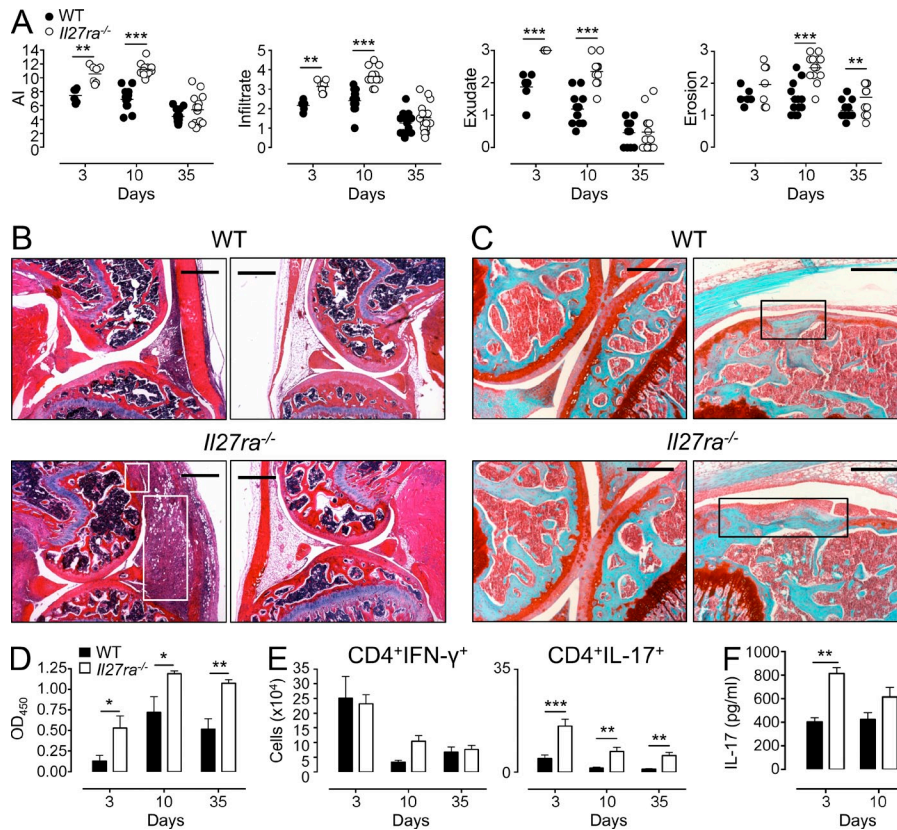 A
WT
Il27ra-/-
** ***
AI
14
12
10
8
6
4
2
0
3 10 35
Days
** ***
Infiltrate
5
4
3
2
1
0
3 10 35
Days
*** ***
Exudate
3
2
1
0
3 10 35
Days
*** **
Erosion
3
2
1
0
3 10 35
Days
B
WT
Il27ra-/-
C
WT
Il27ra-/-
D
WT
Il27ra-/-
* * **
OD450
1.25
1.00
0.75
0.50
0.25
0.00
3 10 35
Days
E
CD4+IFN-γ+
Cells (x10⁴)
35
30
25
20
15
10
5
0
3 10 35
Days
CD4+IL-17+
35
0
*** ** **
3 10 35
Days
F
**
IL-17 (pg/ml)
1000
800
600
400
200
0
3 10
Days